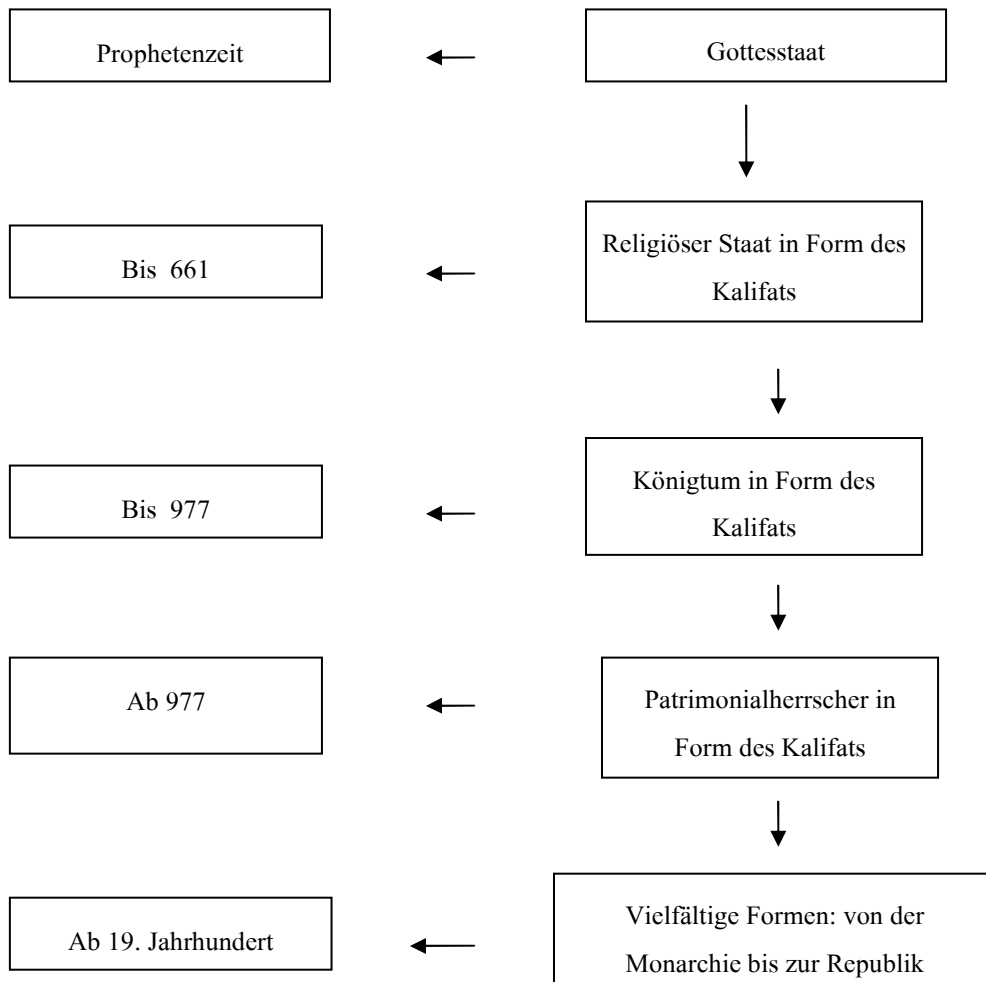 Prophetenzeit
Gottesstaat
Bis 661
Religiöser Staat in Form des
Kalifats
Bis 977
Königtum in Form des
Kalifats
Ab 977
Patrimonialherrscher in
Form des Kalifats
Ab 19. Jahrhundert
Vielfältige Formen: von der
Monarchie bis zur Republik